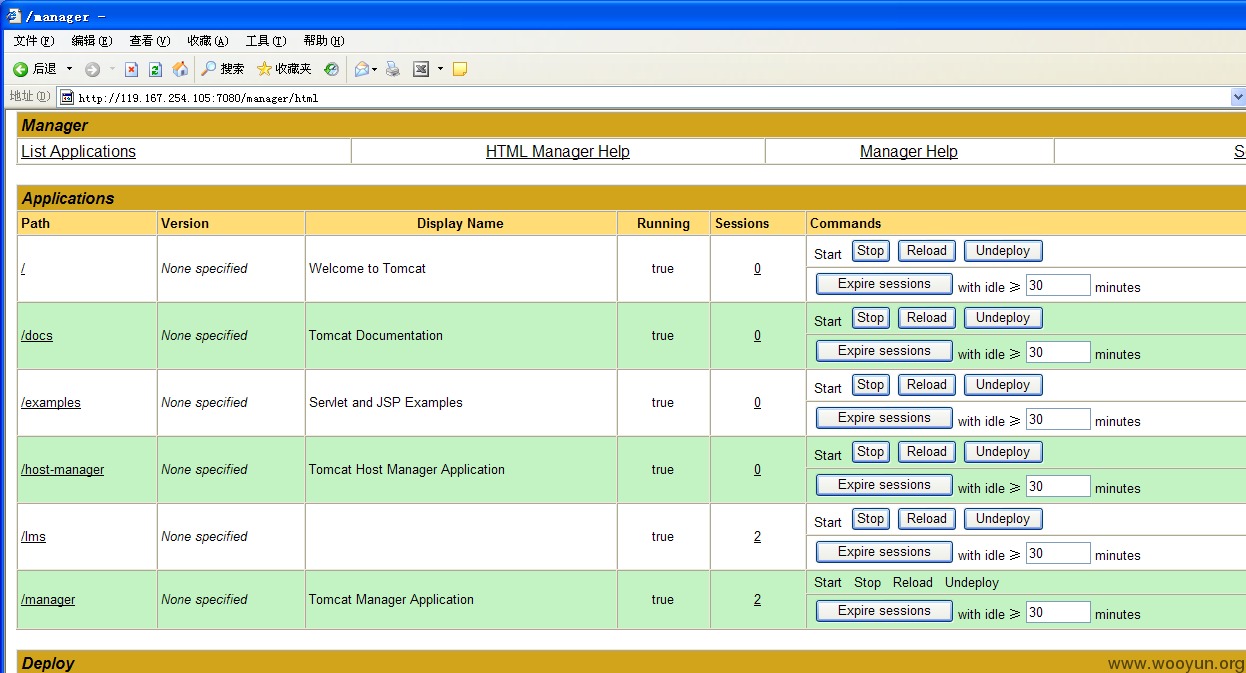 /manager -
文件(F) 编辑(E) 查看(V) 收藏(A) 工具(T) 帮助(H)
后退 搜索 收藏夹
地址(D) http://119.167.254.105:7080/manager/html
Manager
List Applications HTML Manager Help Manager Help S
Applications
Path Version Display Name Running Sessions Commands
/ None specified Welcome to Tomcat true 0 Start Stop Reload Undeploy
Expire sessions with idle ≥ 30 minutes
/docs None specified Tomcat Documentation true 0 Start Stop Reload Undeploy
Expire sessions with idle ≥ 30 minutes
/examples None specified Servlet and JSP Examples true 0 Start Stop Reload Undeploy
Expire sessions with idle ≥ 30 minutes
/host-manager None specified Tomcat Host Manager Application true 0 Start Stop Reload Undeploy
Expire sessions with idle ≥ 30 minutes
/lms None specified true 2 Start Stop Reload Undeploy
Expire sessions with idle ≥ 30 minutes
/manager None specified Tomcat Manager Application true 2 Start Stop Reload Undeploy
Expire sessions with idle ≥ 30 minutes
Deploy
www.wooyun.org